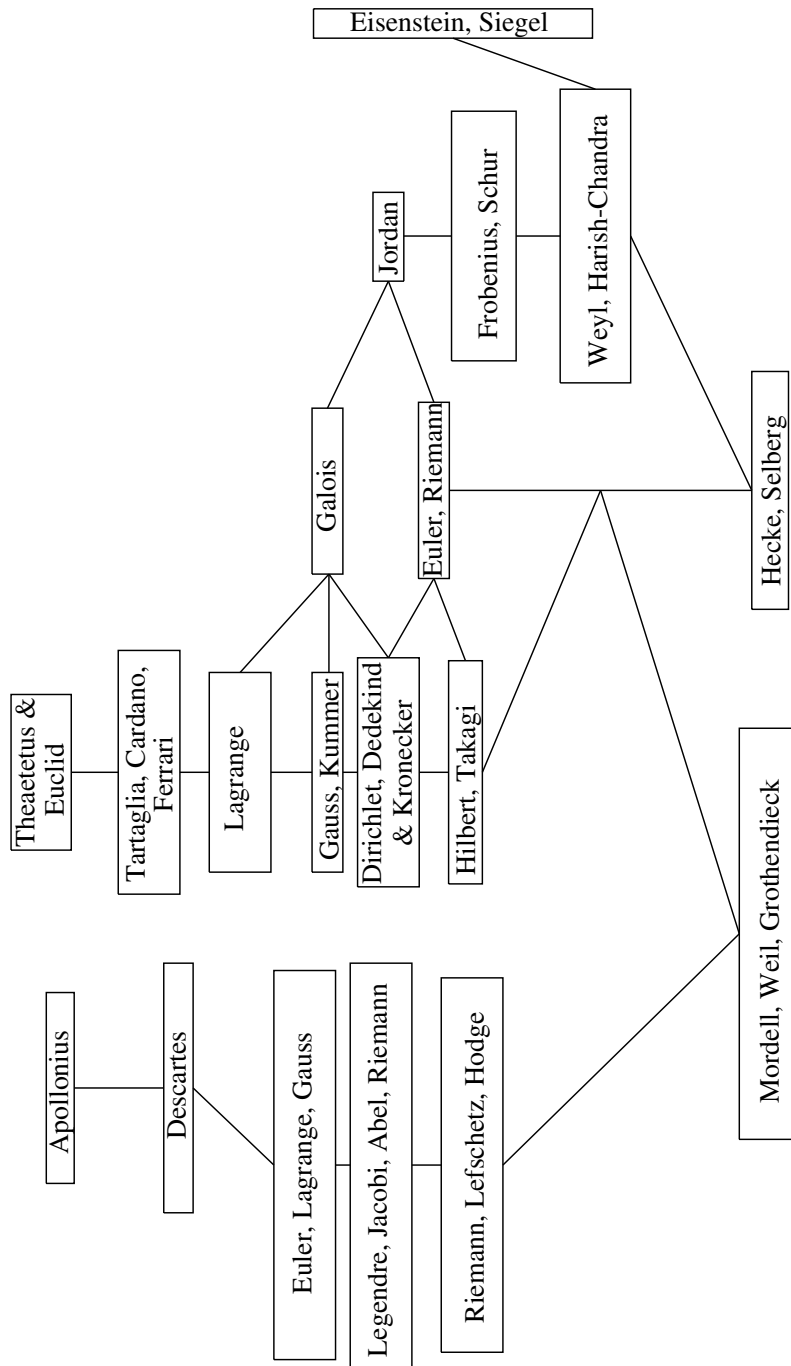 Apollonius
Descartes
Euler, Lagrange, Gauss
Legendre, Jacobi, Abel, Riemann
Riemann, Lefschetz, Hodge
Mordell, Weil, Grothendieck
Theaetetus &
Euclid
Tartaglia, Cardano,
Ferrari
Lagrange
Gauss, Kummer
Dirichlet, Dedekind
& Kronecker
Hilbert, Takagi
Galois
Euler, Riemann
Hecke, Selberg
Jordan
Frobenius, Schur
Weyl, Harish-Chandra
Eisenstein, Siegel